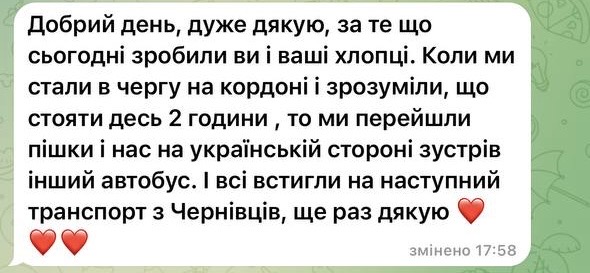 Добрий день, дуже дякую, за те що
сьогодні зробили ви і ваші хлопці. Коли ми
стали в чергу на кордоні і зрозуміли, що
стояти десь 2 години , то ми перейшли
пішки і нас на українській стороні зустрів
інший автобус. І всі встигли на наступний
транспорт з Чернівців, ще раз дякую ❤️
❤️❤️
змінено 17:58